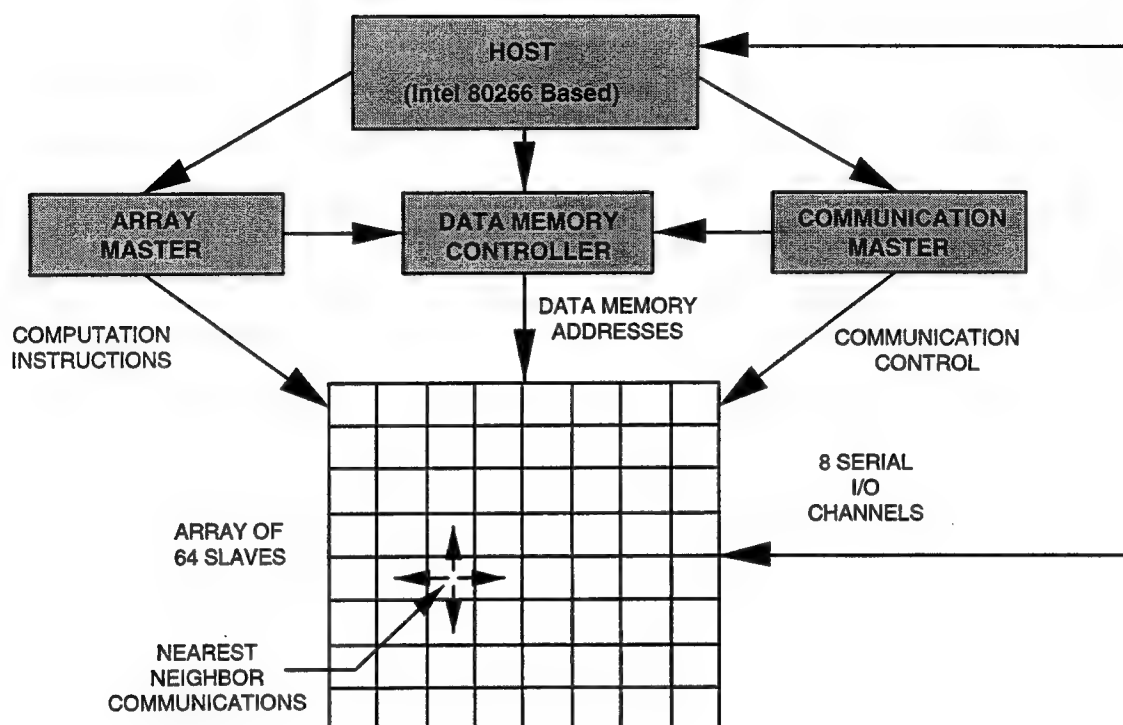 HOST
(Intel 80266 Based)
ARRAY
MASTER
DATA MEMORY
CONTROLLER
COMMUNICATION
MASTER
COMPUTATION
INSTRUCTIONS
DATA MEMORY
ADDRESSES
COMMUNICATION
CONTROL
8 SERIAL
I/O
CHANNELS
ARRAY OF
64 SLAVES
NEAREST
NEIGHBOR
COMMUNICATIONS